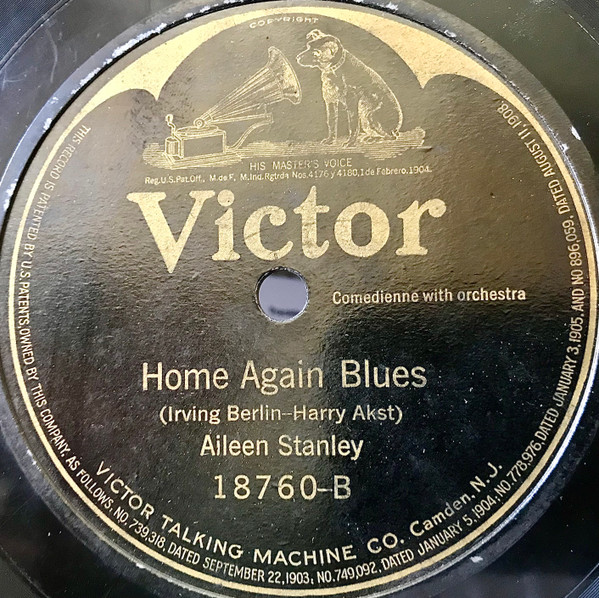 COPYRIGHT
HIS MASTER'S VOICE
Reg. U.S. Pat. Off., M. de F., M. Ind. Rgtrda Nos. 4176 y 4180, 1 de Febrero, 1904.
Victor
Comedienne with orchestra
Home Again Blues
(Irving Berlin–Harry Akst)
Aileen Stanley
18760-B
VICTOR TALKING MACHINE CO. Camden, N. J.
THIS RECORD IS PATENTED BY U.S. PATENTS OWNED BY THIS COMPANY, AS FOLLOWS, NO. 739,318, DATED SEPTEMBER 22, 1903; NO. 749,092, DATED JANUARY 5, 1904, NO. 778,976, DATED JANUARY 3, 1905, AND NO 896,059, DATED AUGUST 11, 1908.